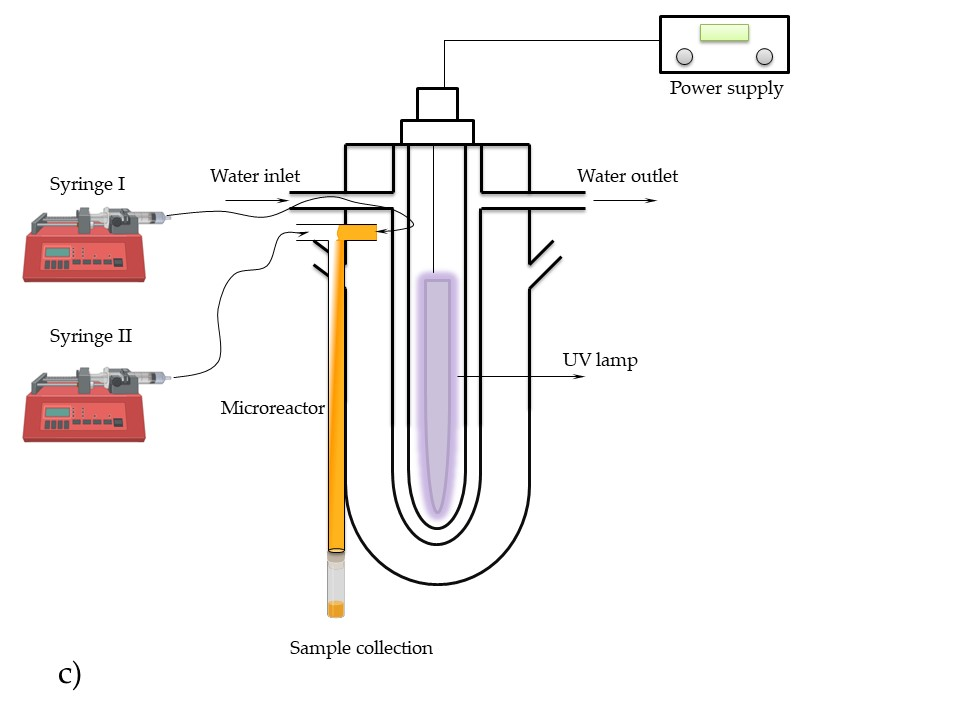 Power supply
Water inlet
Water outlet
Syringe I
Syringe II
UV lamp
Microreactor
Sample collection
c)